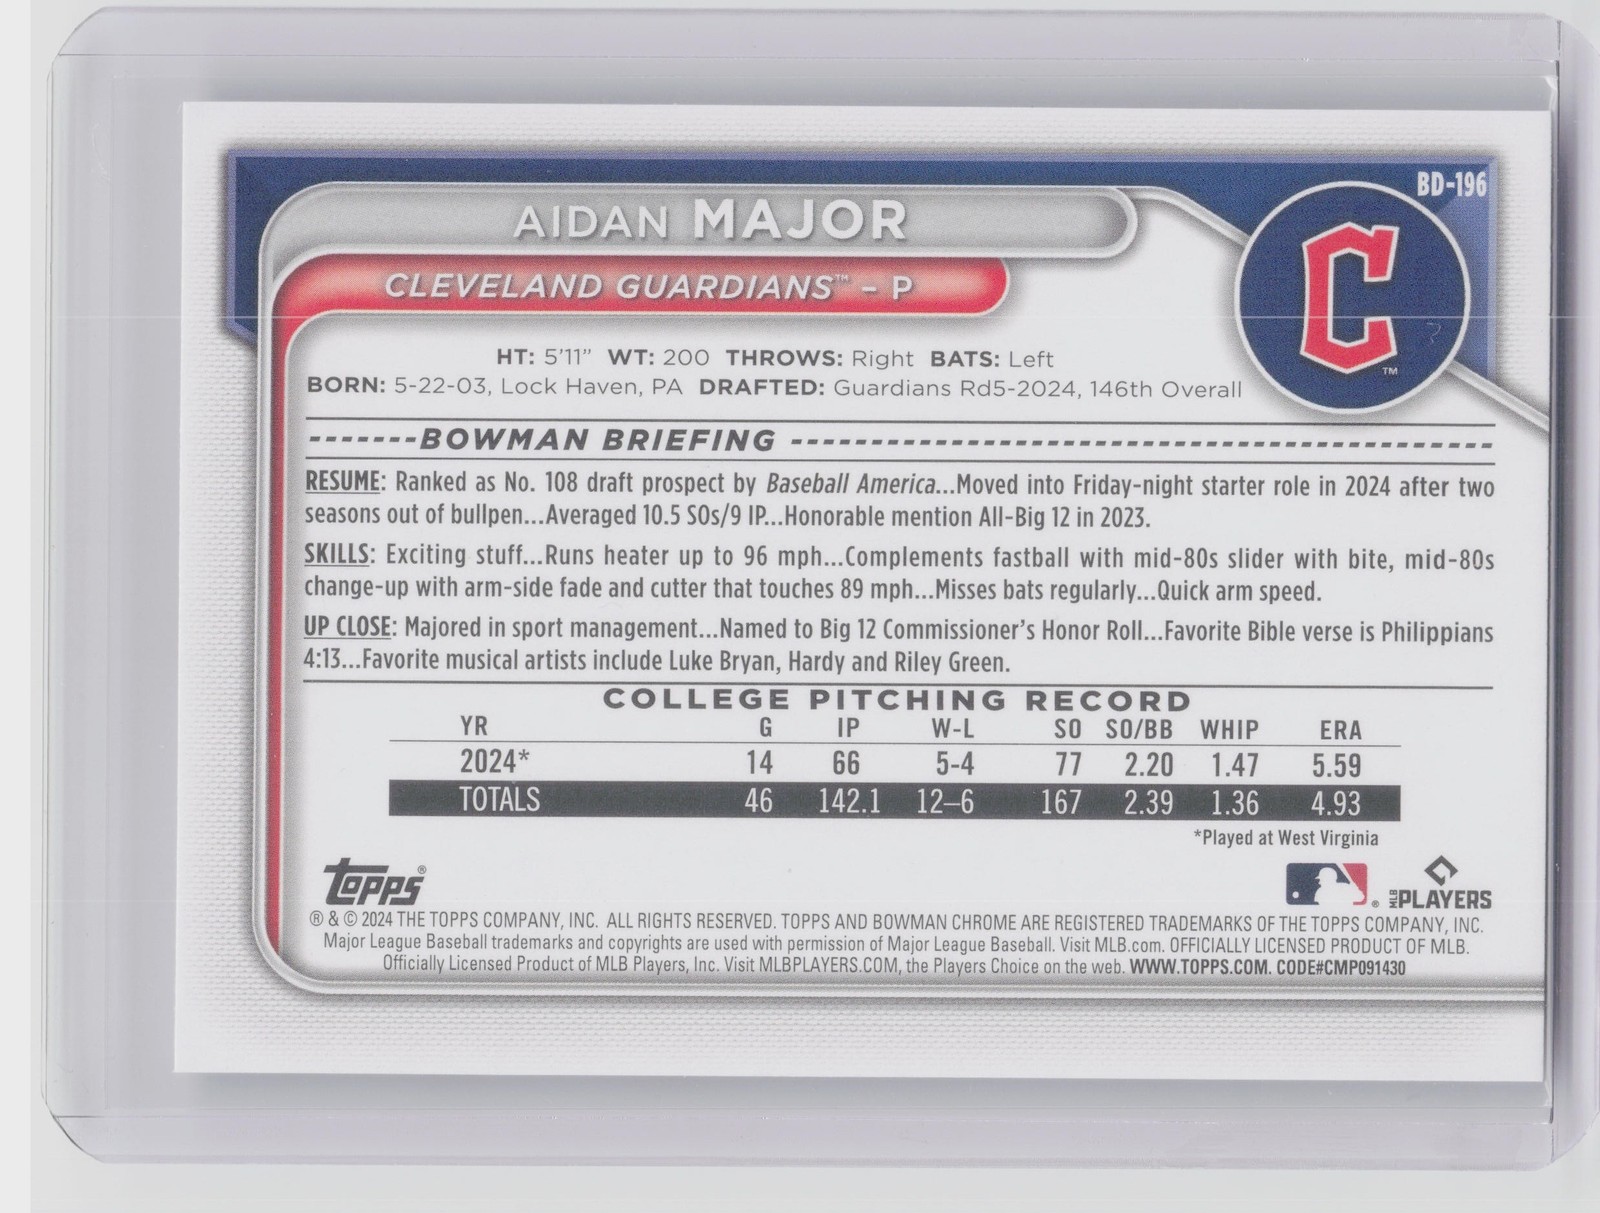 BD-196
AIDAN MAJOR
CLEVELAND GUARDIANS™ - P
C
™
HT: 5'11" WT: 200 THROWS: Right BATS: Left
BORN: 5-22-03, Lock Haven, PA DRAFTED: Guardians Rd5-2024, 146th Overall
-------BOWMAN BRIEFING --------------------------------------------
RESUME: Ranked as No. 108 draft prospect by Baseball America...Moved into Friday-night starter role in 2024 after two
seasons out of bullpen...Averaged 10.5 SOs/9 IP...Honorable mention All-Big 12 in 2023.
SKILLS: Exciting stuff...Runs heater up to 96 mph...Complements fastball with mid-80s slider with bite, mid-80s
change-up with arm-side fade and cutter that touches 89 mph...Misses bats regularly...Quick arm speed.
UP CLOSE: Majored in sport management...Named to Big 12 Commissioner's Honor Roll...Favorite Bible verse is Philippians
4:13...Favorite musical artists include Luke Bryan, Hardy and Riley Green.
COLLEGE PITCHING RECORD
YR G IP W-L SO SO/BB WHIP ERA
2024* 14 66 5-4 77 2.20 1.47 5.59
TOTALS 46 142.1 12–6 167 2.39 1.36 4.93
*Played at West Virginia
Topps® ® MLB PLAYERS
® & © 2024 THE TOPPS COMPANY, INC. ALL RIGHTS RESERVED. TOPPS AND BOWMAN CHROME ARE REGISTERED TRADEMARKS OF THE TOPPS COMPANY, INC.
Major League Baseball trademarks and copyrights are used with permission of Major League Baseball. Visit MLB.com. OFFICIALLY LICENSED PRODUCT OF MLB.
Officially Licensed Product of MLB Players, Inc. Visit MLBPLAYERS.COM, the Players Choice on the web. WWW.TOPPS.COM. CODE#CMP091430